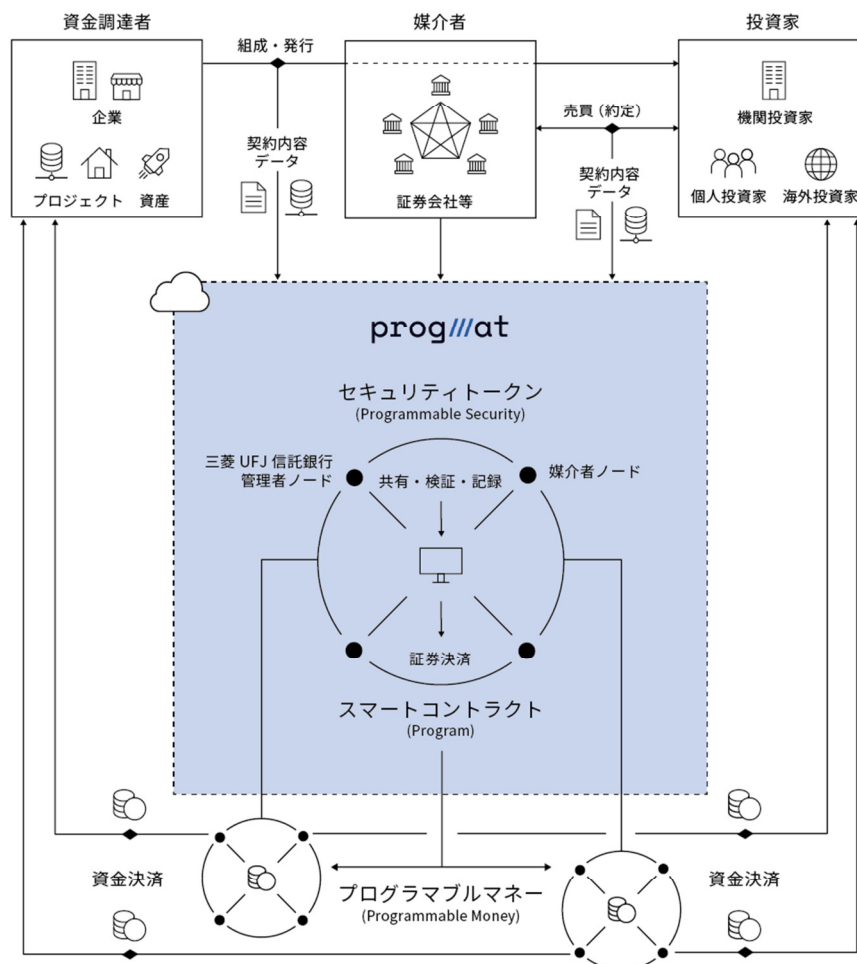 資金調達者
媒介者
投資家
組成・発行
企業
プロジェクト
資産
契約内容
データ
証券会社等
売買（約定）
契約内容
データ
機関投資家
個人投資家
海外投資家
progmat
セキュリティトークン
(Programmable Security)
三菱 UFJ 信託銀行
管理者ノード
共有・検証・記録
媒介者ノード
証券決済
スマートコントラクト
(Program)
資金決済
プログラマブルマネー
(Programmable Money)
資金決済